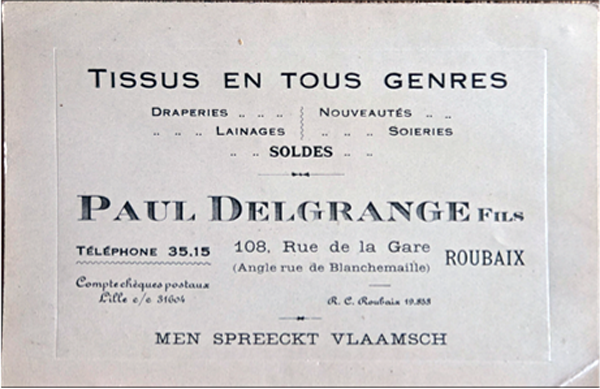 TISSUS EN TOUS GENRES
DRAPERIES .. .. .. NOUVEAUTÉS .. ..
.. .. .. LAINAGES .. .. .. SOIERIES
.. .. SOLDES .. ..
PAUL DELGRANGE FILS
TÉLÉPHONE 35.15
108, Rue de la Gare
(Angle rue de Blanchemaille)
ROUBAIX
Compte chèques postaux
Lille c/c 31604
R. C. Roubaix 19.858
MEN SPREECKT VLAAMSCH